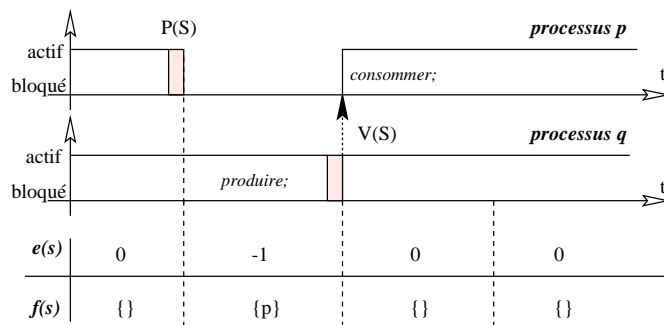 P(S)
processus p
actif
consommer;
bloqué
t
V(S)
processus q
actif
produire;
bloqué
t
e(s) 0 -1 0 0
f(s) {} {p} {} {}